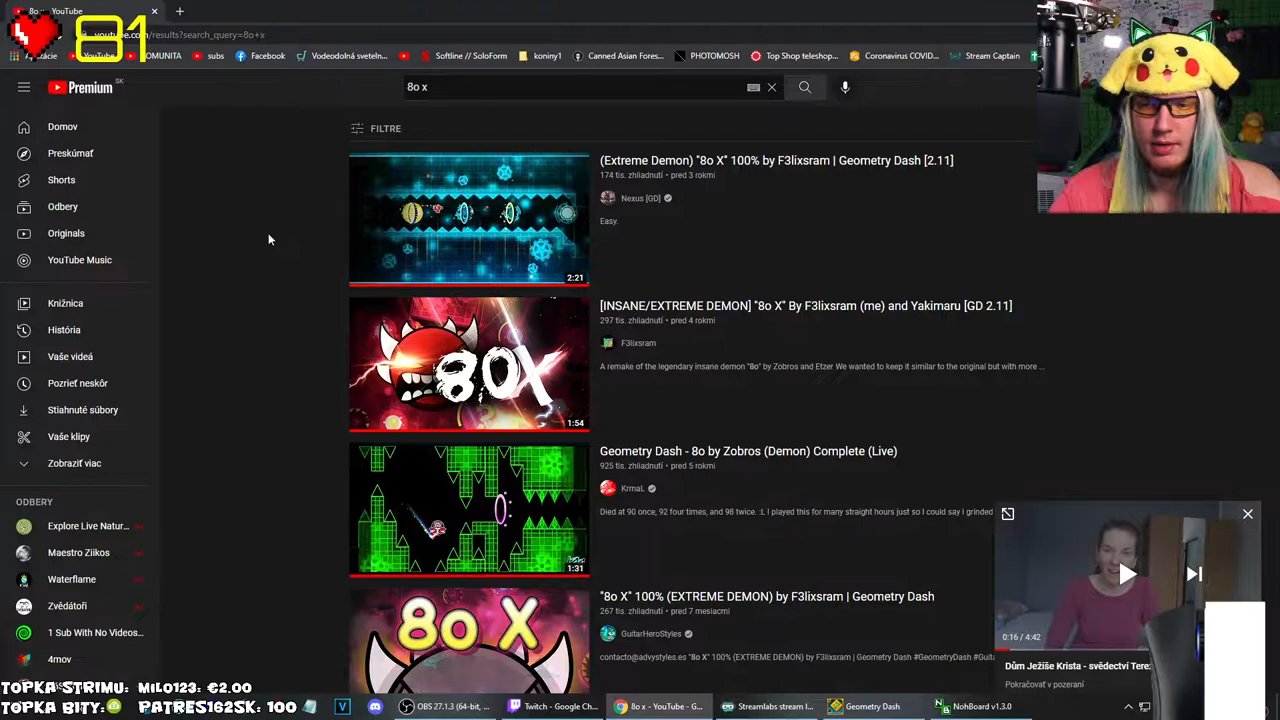 81
8o x - YouTube
youtube.com/results?search_query=8o+x
YouTube
KOMUNITA
subs
Facebook
Vodeodolný sveteln...
Softline // SoloForm
koniny1
Canned Asian Fores...
PHOTOMOSH
Top Shop teleshop...
Coronavirus COVID...
Stream Captain
Premium SK
8o x
Domov
Preskúmať
Shorts
Odbery
Originals
YouTube Music
Knižnica
História
Vaše videá
Pozrieť neskôr
Stiahnuté súbory
Vaše klipy
Zobraziť viac
ODBERY
Explore Live Natur...
Maestro Ziikos
Waterflame
Zvědátoři
1 Sub With No Videos...
4mov
FILTRE
2:21
(Extreme Demon) "8o X" 100% by F3lixsram | Geometry Dash [2.11]
174 tis. zhliadnutí • pred 3 rokmi
Nexus [GD]
Easy.
80X
1:54
[INSANE/EXTREME DEMON] "8o X" By F3lixsram (me) and Yakimaru [GD 2.11]
297 tis. zhliadnutí • pred 4 rokmi
F3lixsram
A remake of the legendary insane demon "8o" by Zobros and Etzer We wanted to keep it similar to the original but with more ...
1:31
Geometry Dash - 8o by Zobros (Demon) Complete (Live)
925 tis. zhliadnutí • pred 5 rokmi
KrmaL
Died at 90 once, 92 four times, and 98 twice. :L I played this for many straight hours just so I could say I grinded
8o X
"8o X" 100% (EXTREME DEMON) by F3lixsram | Geometry Dash
267 tis. zhliadnutí • pred 7 mesiacmi
GuitarHeroStyles
contacto@advystyles.es "8o X" 100% (EXTREME DEMON) by F3lixsram | Geometry Dash #GeometryDash #Guit
0:16 / 4:42
Dům Ježíše Krista - svědectví Tere
Pokračovať v pozeraní
TOPKA STRIMU: MILO123: €2.00
TOPKA BITY: PATRES162SK: 100
OBS 27.1.3 (64-bit, ...
Twitch - Google Ch...
8o x - YouTube - G...
Streamlabs stream l...
Geometry Dash
NohBoard v1.3.0